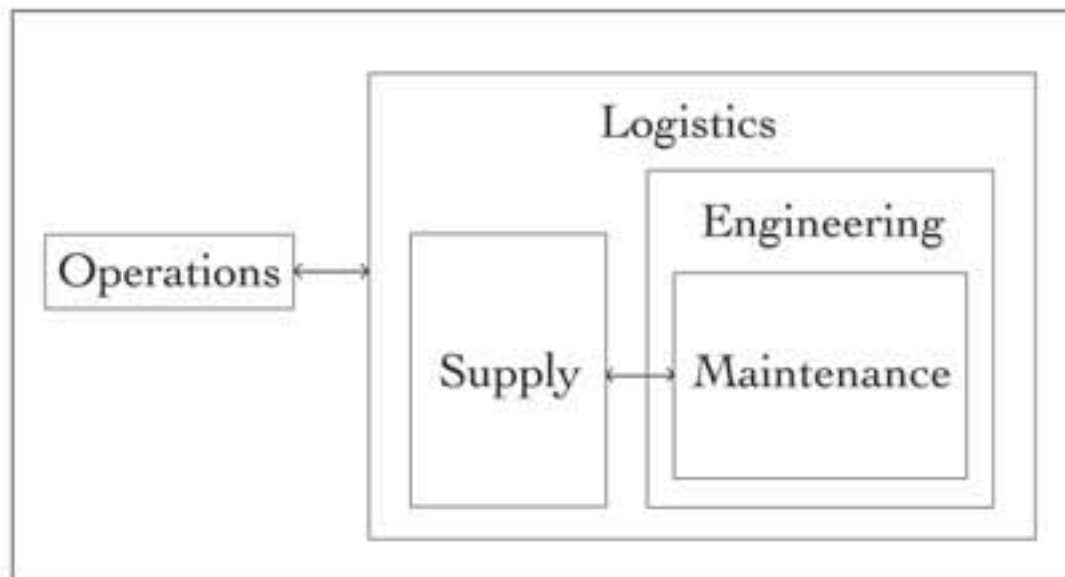 Logistics
Engineering
Operations
Supply
Maintenance